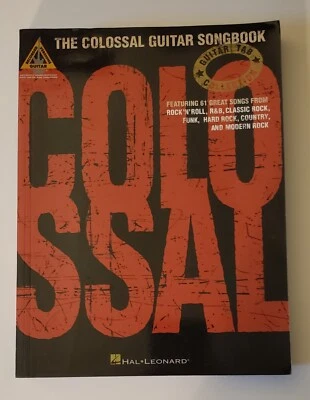 THE COLOSSAL GUITAR SONGBOOK
GUITAR
GUITAR TAB
FEATURING 61 GREAT SONGS FROM
ROCK'N'ROLL, R&B, CLASSIC ROCK,
FUNK, HARD ROCK, COUNTRY,
AND MODERN ROCK
COLO
SSAL
HAL•LEONARD®